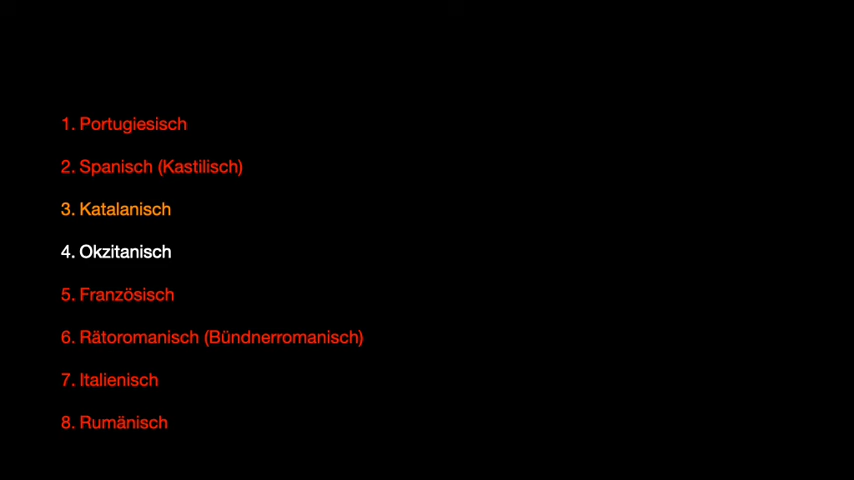 1. Portugiesisch
2. Spanisch (Kastilisch)
3. Katalanisch
4. Okzitanisch
5. Französisch
6. Rätoromanisch (Bündnerromanisch)
7. Italienisch
8. Rumänisch